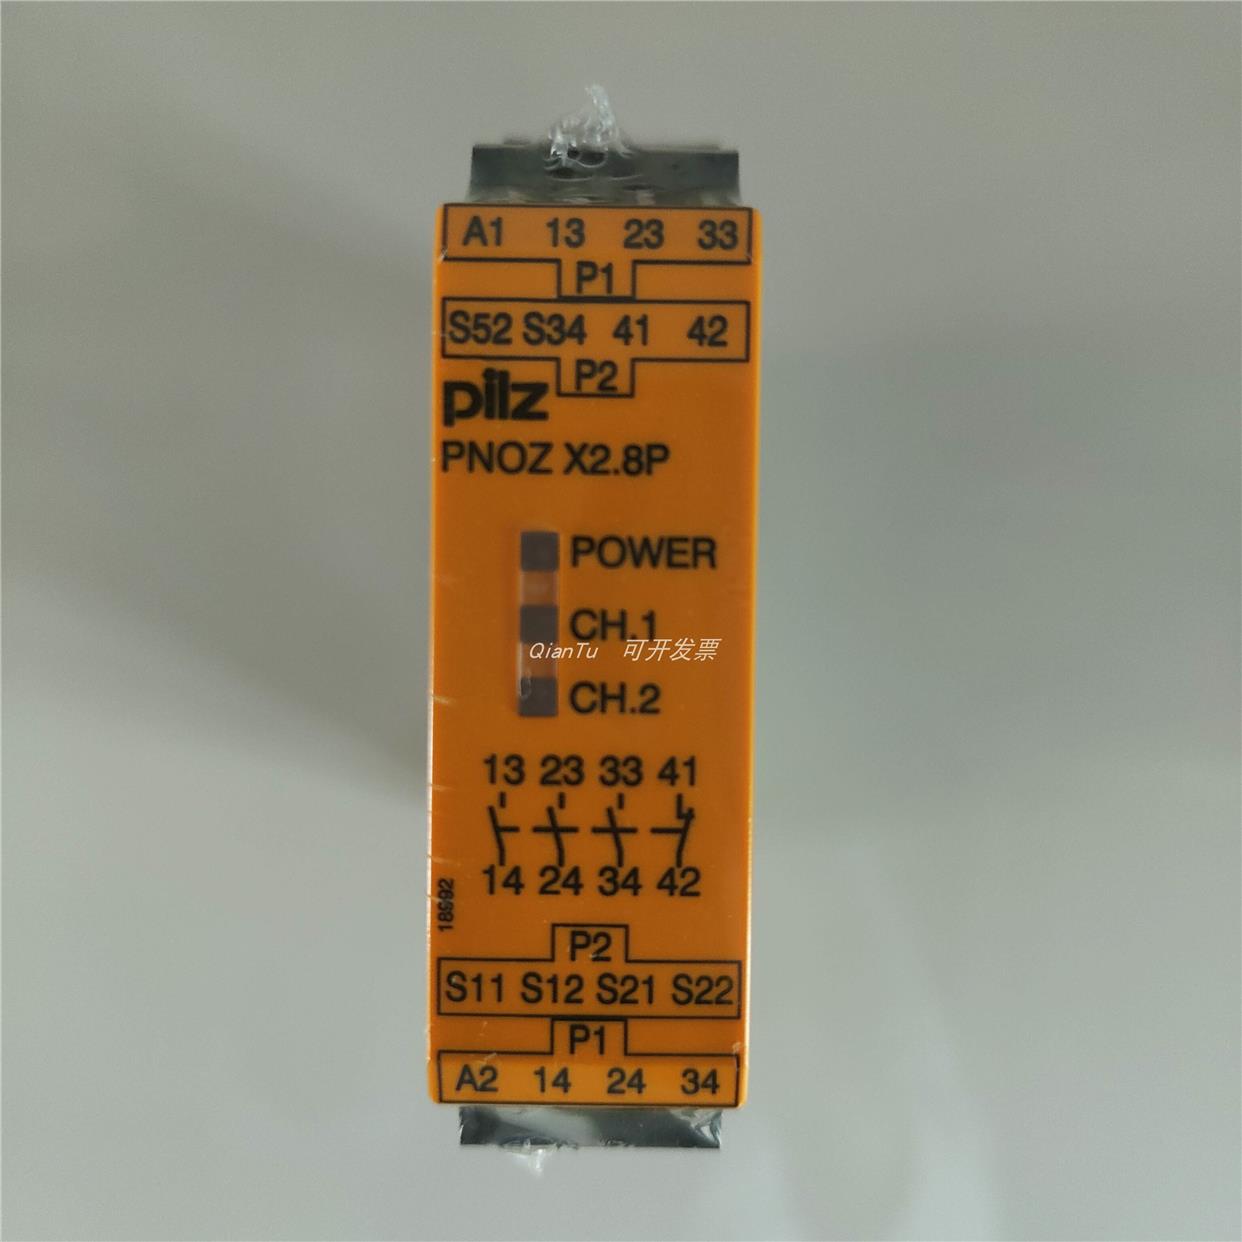 A1 13 23 33
P1
S52 S34 41 42
P2
pilz
PNOZ X2.8P
POWER
CH.1
QianTu 可开发票
CH.2
13 23 33 41
14 24 34 42
P2
S11 S12 S21 S22
P1
A2 14 24 34